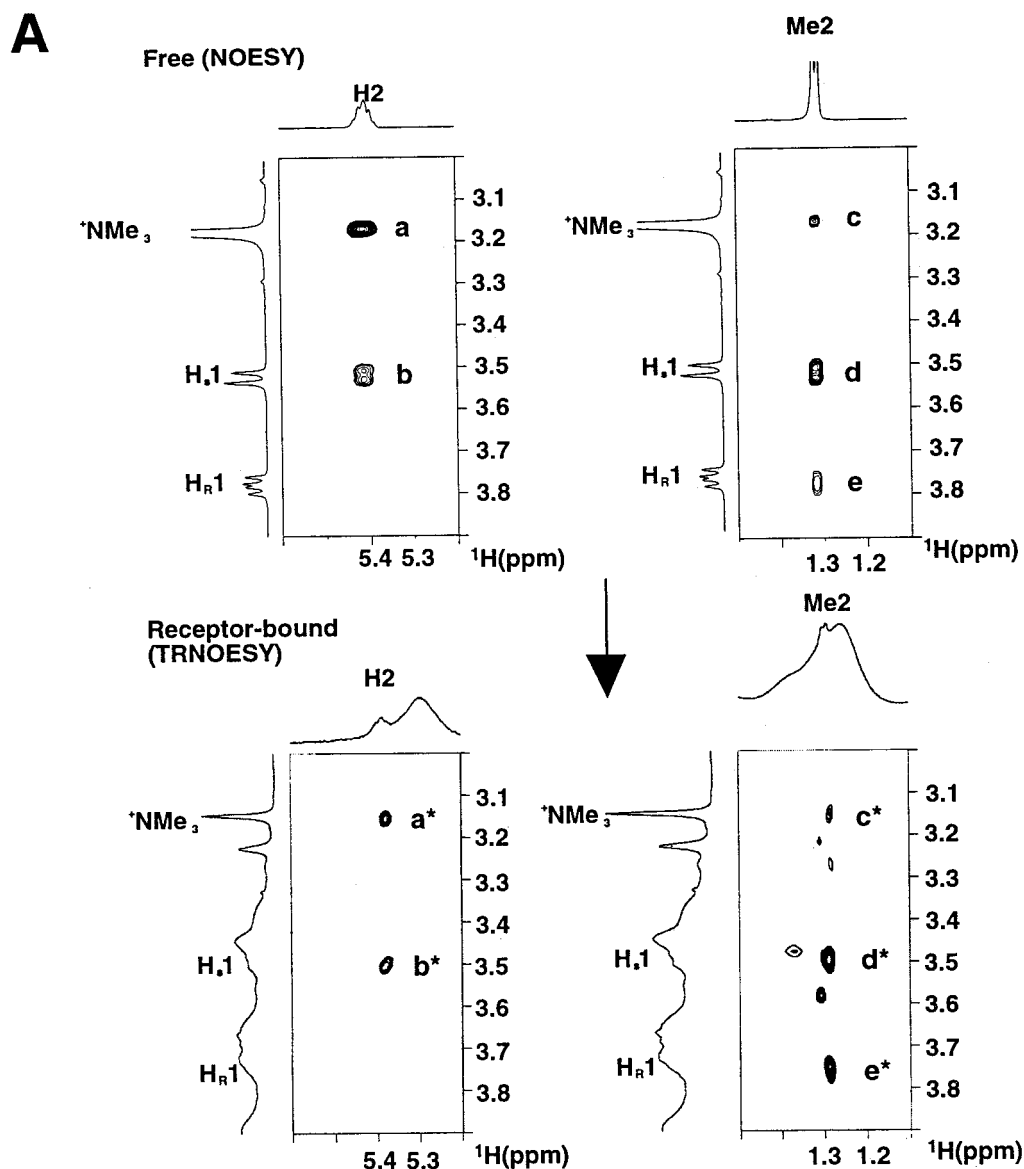 A
Free (NOESY)
H2
⁺NMe₃
Hₛ1
H_R1
a
b
3.1
3.2
3.3
3.4
3.5
3.6
3.7
3.8
5.4 5.3
¹H(ppm)
Me2
⁺NMe₃
Hₛ1
H_R1
c
d
e
3.1
3.2
3.3
3.4
3.5
3.6
3.7
3.8
1.3 1.2
¹H(ppm)
Receptor-bound
(TRNOESY)
H2
⁺NMe₃
Hₛ1
H_R1
a*
b*
3.1
3.2
3.3
3.4
3.5
3.6
3.7
3.8
5.4 5.3
¹H(ppm)
Me2
⁺NMe₃
Hₛ1
H_R1
c*
d*
e*
3.1
3.2
3.3
3.4
3.5
3.6
3.7
3.8
1.3 1.2
¹H(ppm)